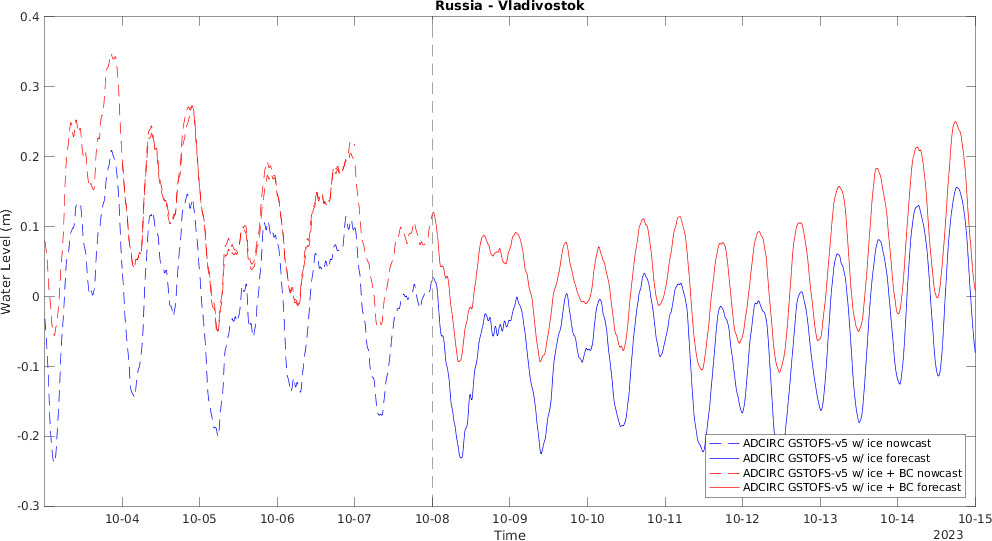 Russia - Vladivostok
Water Level (m)
0.4
0.3
0.2
0.1
0
-0.1
-0.2
-0.3
ADCIRC GSTOFS-v5 w/ ice nowcast
ADCIRC GSTOFS-v5 w/ ice forecast
ADCIRC GSTOFS-v5 w/ ice + BC nowcast
ADCIRC GSTOFS-v5 w/ ice + BC forecast
10-04 10-05 10-06 10-07 10-08 10-09 10-10 10-11 10-12 10-13 10-14 10-15
Time
2023